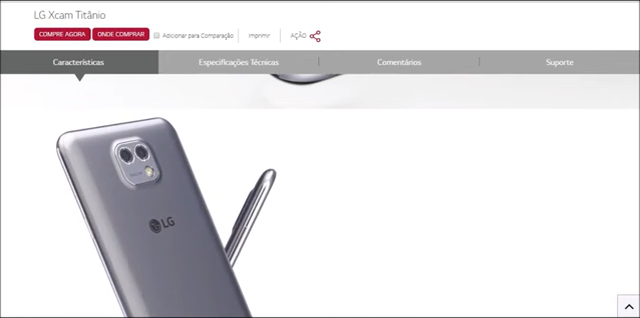 LG Xcam Titânio
COMPRE AGORA ONDE COMPRAR Adicionar para Comparação Imprimir AÇÃO
Características Especificações Técnicas Comentários Suporte
LG